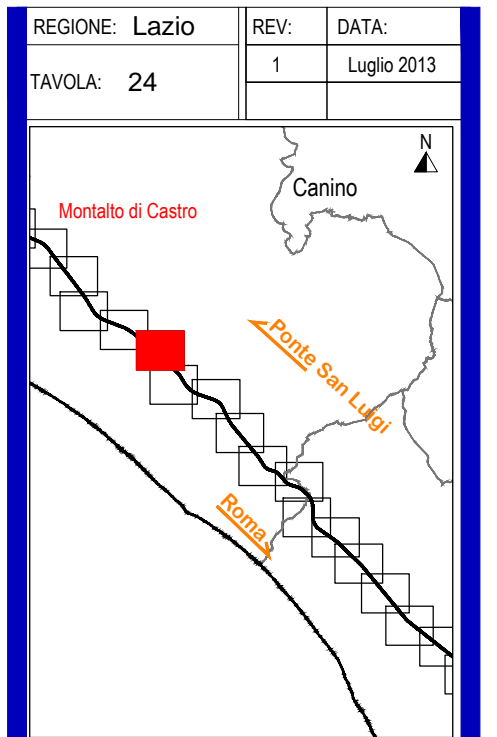 REGIONE: Lazio
REV:
DATA:
TAVOLA: 24
1
Luglio 2013
N
Canino
Montalto di Castro
Ponte San Luigi
Roma